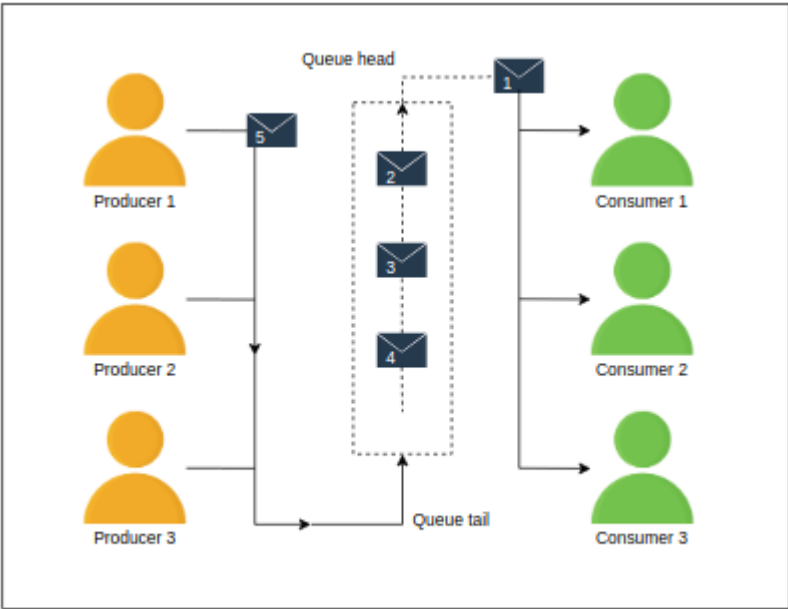 Queue head
1
5
Producer 1
2
Consumer 1
3
4
Producer 2
Consumer 2
Queue tail
Producer 3
Consumer 3